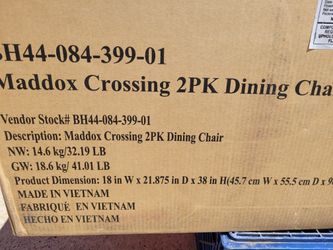 BH44-084-399-01
Maddox Crossing 2PK Dining Chai
Vendor Stock# BH44-084-399-01
Description: Maddox Crossing 2PK Dining Chair
NW: 14.6 kg/32.19 LB
GW: 18.6 kg/ 41.01 LB
Product Dimension: 18 in W x 21.875 in D x 38 in H(45.7 cm W x 55.5 cm D x 9
MADE IN VIETNAM
FABRIQUÉ EN VIETNAM
HECHO EN VIETNAM